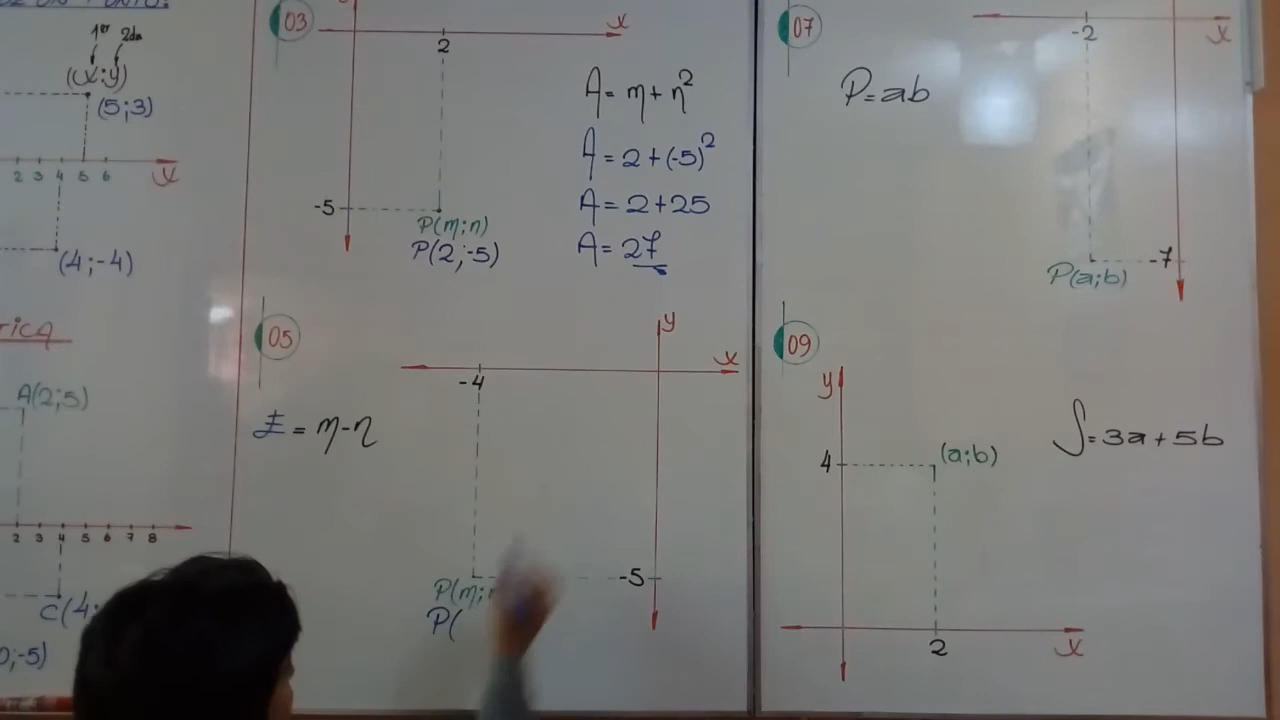 1er 2da
(x;y)
(5;3)
2 3 4 5 6 x
(4;-4)
A(2;5)
2 3 4 5 6 7 8
C(4;
;-5)
03
x
2
-5
P(m;n)
P(2;-5)
A = m + n²
A = 2 + (-5)²
A = 2 + 25
A = 27
05
y
x
-4
E = m - n
-5
P(m;
P(
07
-2
x
P = ab
-7
P(a;b)
09
y
4
(a;b)
S = 3a + 5b
2
x